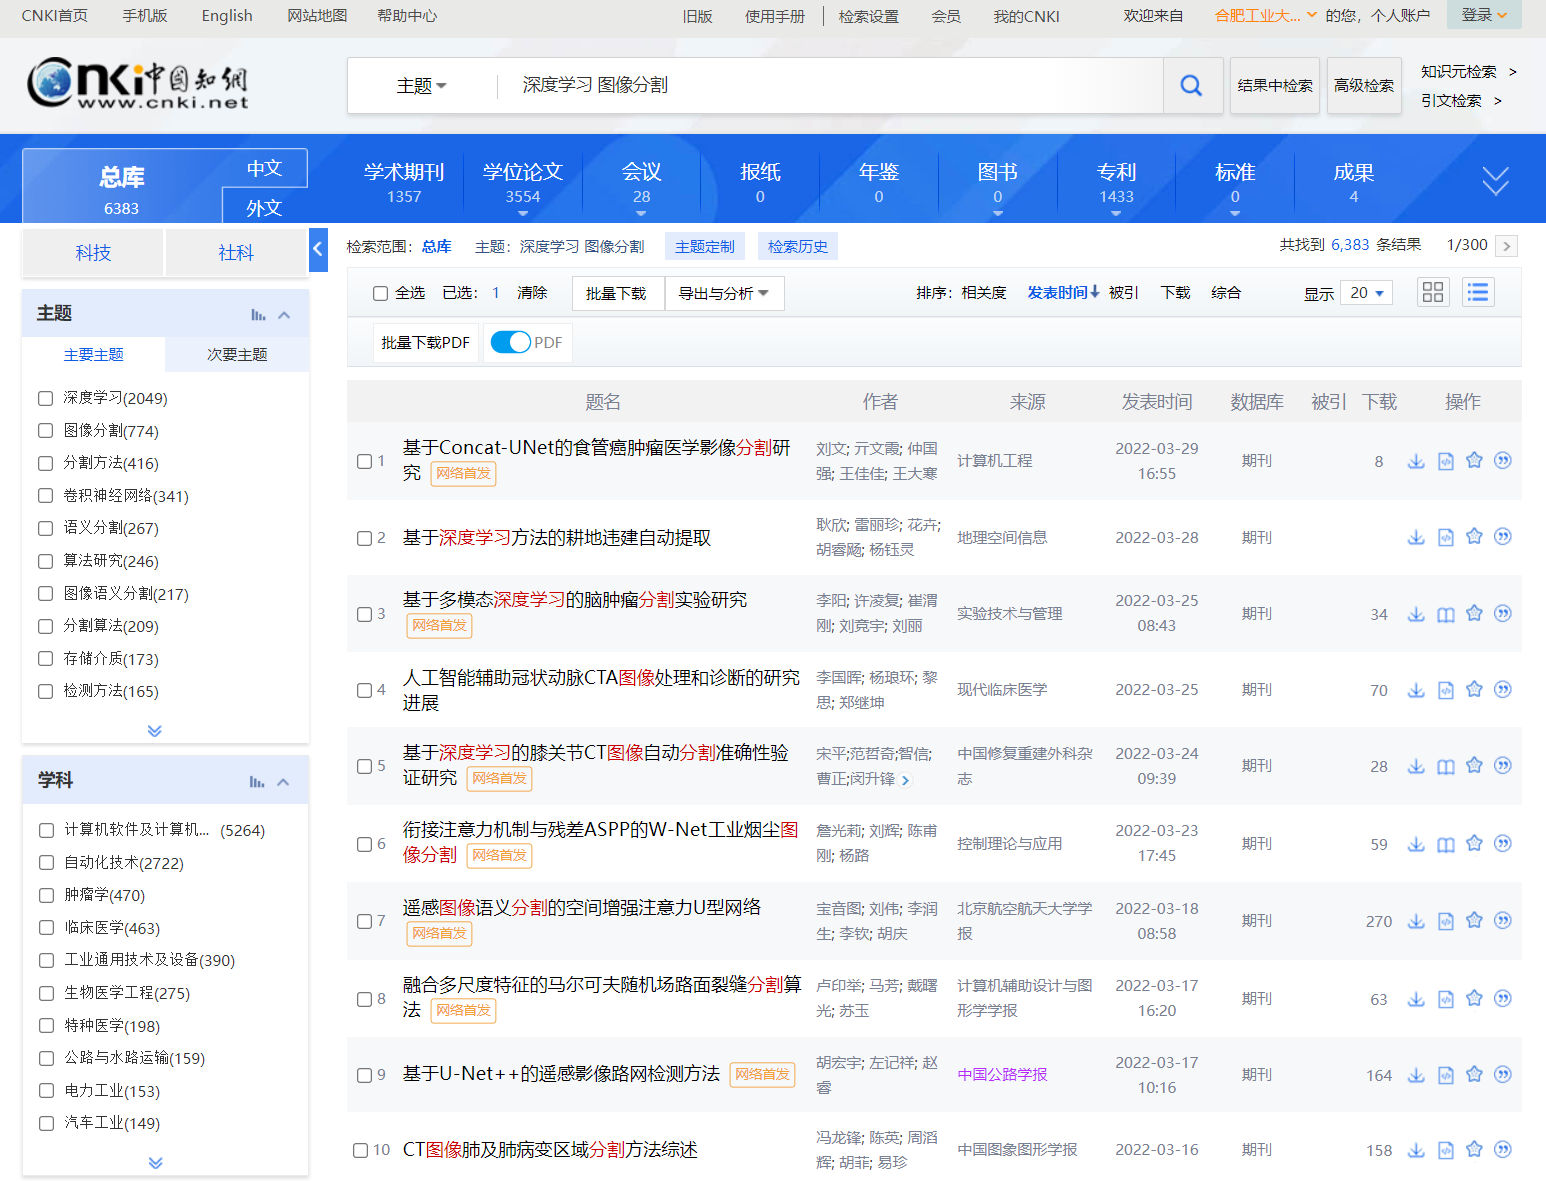 CNKI首页 手机版 English 网站地图 帮助中心 旧版 使用手册 检索设置 会员 我的CNKI 欢迎来自 合肥工业大... 的您，个人账户 登录
CNKI中国知網
www.cnki.net
主题 深度学习 图像分割 结果中检索 高级检索 知识元检索 >
引文检索 >
总库 6383 中文 外文
学术期刊 1357
学位论文 3554
会议 28
报纸 0
年鉴 0
图书 0
专利 1433
标准 0
成果 4
科技 社科
检索范围：总库 主题：深度学习 图像分割 主题定制 检索历史 共找到 6,383 条结果 1/300 >
全选 已选：1 清除 批量下载 导出与分析 排序：相关度 发表时间↓ 被引 下载 综合 显示 20
批量下载PDF PDF
主题
主要主题 次要主题
深度学习(2049)
图像分割(774)
分割方法(416)
卷积神经网络(341)
语义分割(267)
算法研究(246)
图像语义分割(217)
分割算法(209)
存储介质(173)
检测方法(165)
学科
计算机软件及计算机... (5264)
自动化技术(2722)
肿瘤学(470)
临床医学(463)
工业通用技术及设备(390)
生物医学工程(275)
特种医学(198)
公路与水路运输(159)
电力工业(153)
汽车工业(149)
题名 作者 来源 发表时间 数据库 被引 下载 操作
1 基于Concat-UNet的食管癌肿瘤医学影像分割研
究 网络首发
刘文; 亓文霞; 仲国
强; 王佳佳; 王大寒
计算机工程
2022-03-29
16:55
期刊 8
2 基于深度学习方法的耕地违建自动提取
耿欣; 雷丽珍; 花卉;
胡睿飏; 杨钰灵
地理空间信息 2022-03-28 期刊
3 基于多模态深度学习的脑肿瘤分割实验研究
网络首发
李阳; 许凌复; 崔渭
刚; 刘竞宇; 刘丽
实验技术与管理
2022-03-25
08:43
期刊 34
4 人工智能辅助冠状动脉CTA图像处理和诊断的研究
进展
李国晖; 杨琅环; 黎
思; 郑继坤
现代临床医学 2022-03-25 期刊 70
5 基于深度学习的膝关节CT图像自动分割准确性验
证研究 网络首发
宋平;范哲奇;智信;
曹正;闵升锋
中国修复重建外科杂
志
2022-03-24
09:39
期刊 28
6 衔接注意力机制与残差ASPP的W-Net工业烟尘图
像分割 网络首发
詹光莉; 刘辉; 陈甫
刚; 杨路
控制理论与应用
2022-03-23
17:45
期刊 59
7 遥感图像语义分割的空间增强注意力U型网络
网络首发
宝音图; 刘伟; 李润
生; 李钦; 胡庆
北京航空航天大学学
报
2022-03-18
08:58
期刊 270
8 融合多尺度特征的马尔可夫随机场路面裂缝分割算
法 网络首发
卢印举; 马芳; 戴曙
光; 苏玉
计算机辅助设计与图
形学学报
2022-03-17
16:20
期刊 63
9 基于U-Net++的遥感影像路网检测方法 网络首发
胡宏宇; 左记祥; 赵
睿
中国公路学报
2022-03-17
10:16
期刊 164
10 CT图像肺及肺病变区域分割方法综述
冯龙锋; 陈英; 周滔
辉; 胡菲; 易珍
中国图象图形学报 2022-03-16 期刊 158